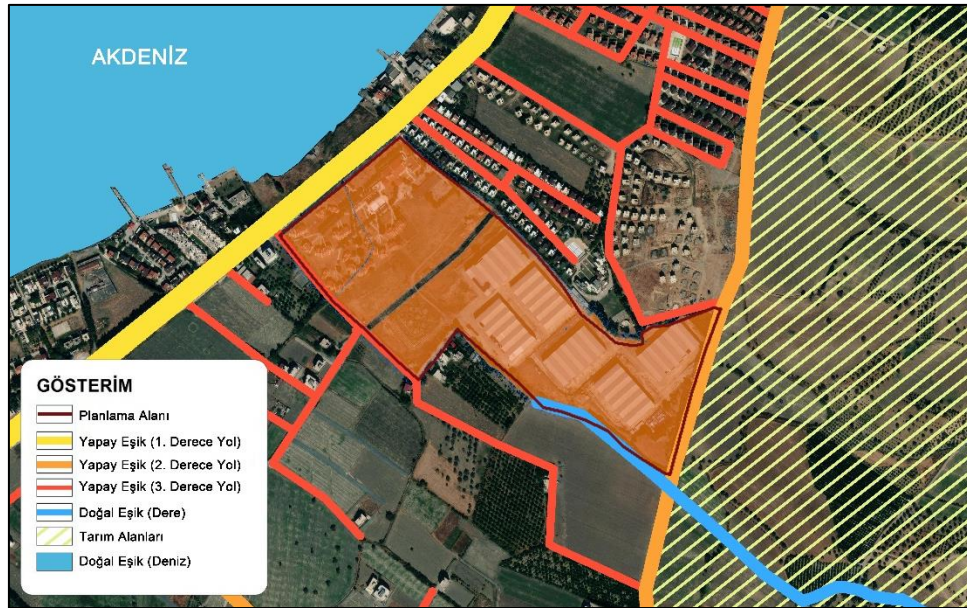 AKDENİZ
GÖSTERİM
Planlama Alanı
Yapay Eşik (1. Derece Yol)
Yapay Eşik (2. Derece Yol)
Yapay Eşik (3. Derece Yol)
Doğal Eşik (Dere)
Tarım Alanları
Doğal Eşik (Deniz)